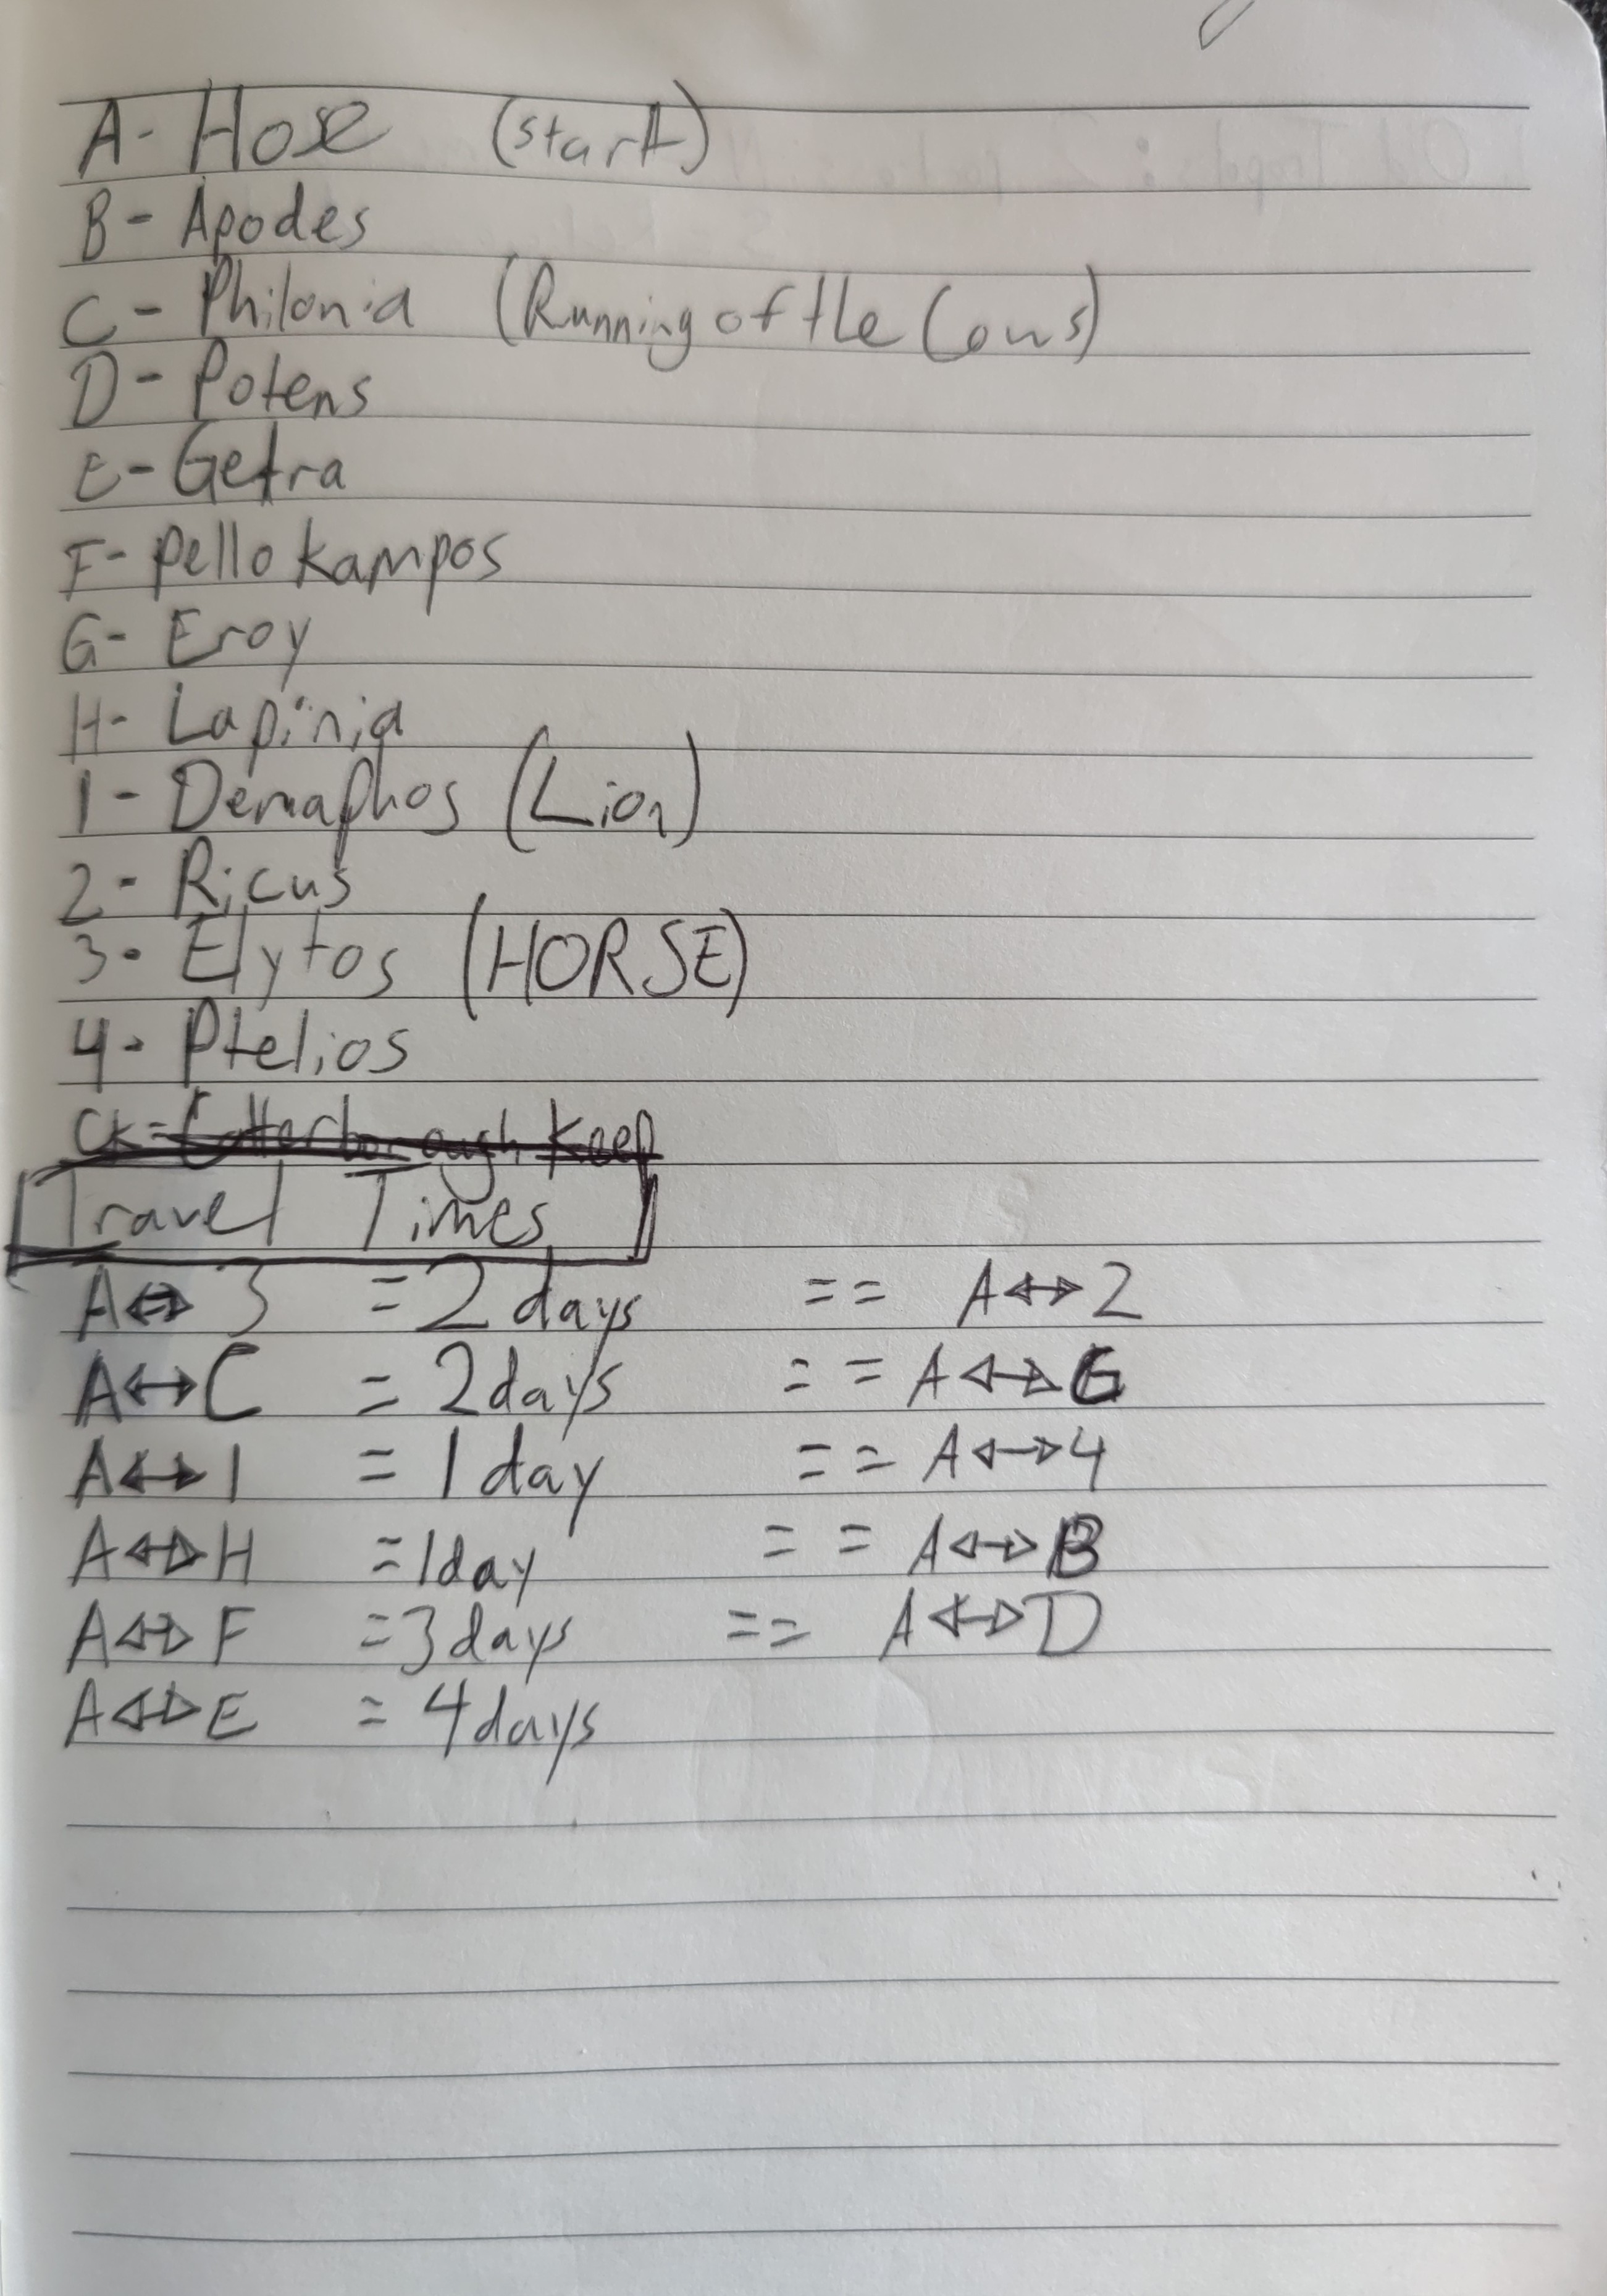 A- Hose (start)
B- Apodes
C- Philonia (Running of the Cows)
D- Potens
E- Getra
F- Pello Kampos
G- Eroy
H- Lapinia
1- Demaphos (Lion)
2- Ricus
3- Elytos (HORSE)
4- Ptelios
CK= Cotterborough Keep
Travel Times
A↔3 = 2 days == A↔2
A↔C = 2 days == A↔G
A↔1 = 1 day == A↔4
A↔H = 1 day == A↔B
A↔F = 3 days == A↔D
A↔E = 4 days